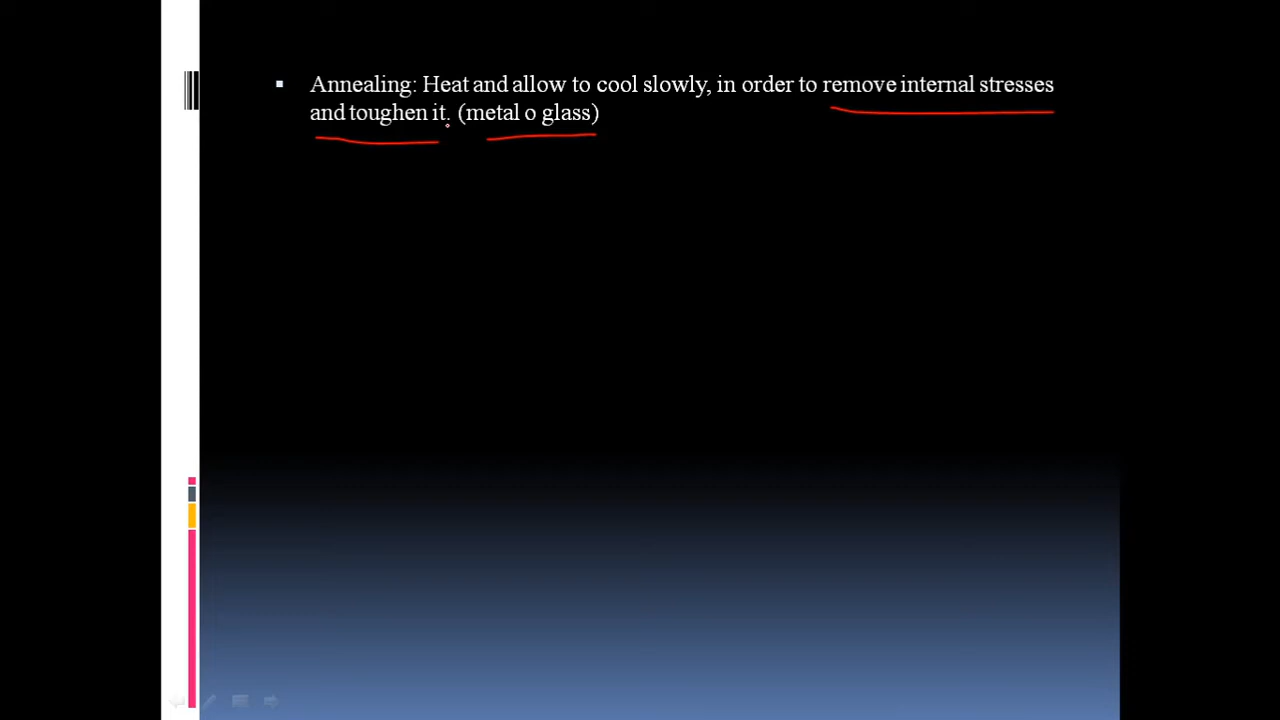 Annealing: Heat and allow to cool slowly, in order to remove internal stresses
and toughen it. (metal o glass)